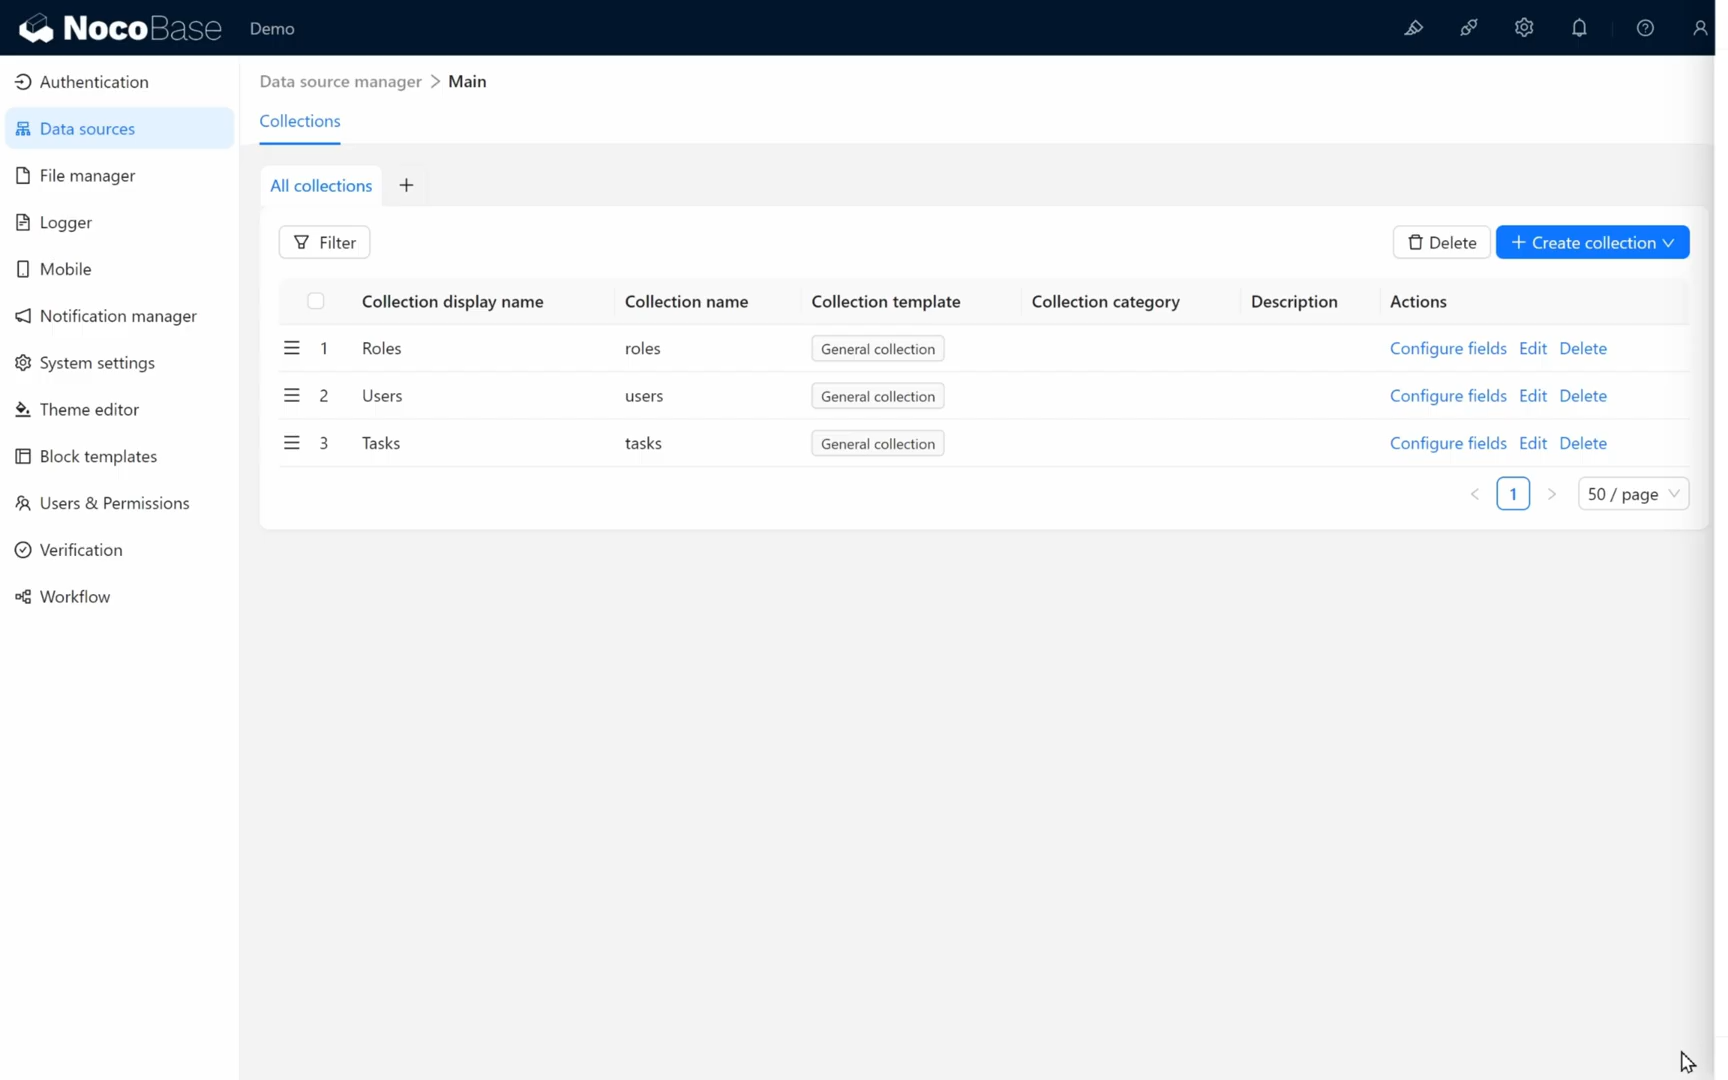 NocoBase Demo
Authentication
Data sources
File manager
Logger
Mobile
Notification manager
System settings
Theme editor
Block templates
Users & Permissions
Verification
Workflow
Data source manager > Main
Collections
All collections +
Filter Delete + Create collection
Collection display name Collection name Collection template Collection category Description Actions
1 Roles roles General collection Configure fields Edit Delete
2 Users users General collection Configure fields Edit Delete
3 Tasks tasks General collection Configure fields Edit Delete
< 1 > 50 / page